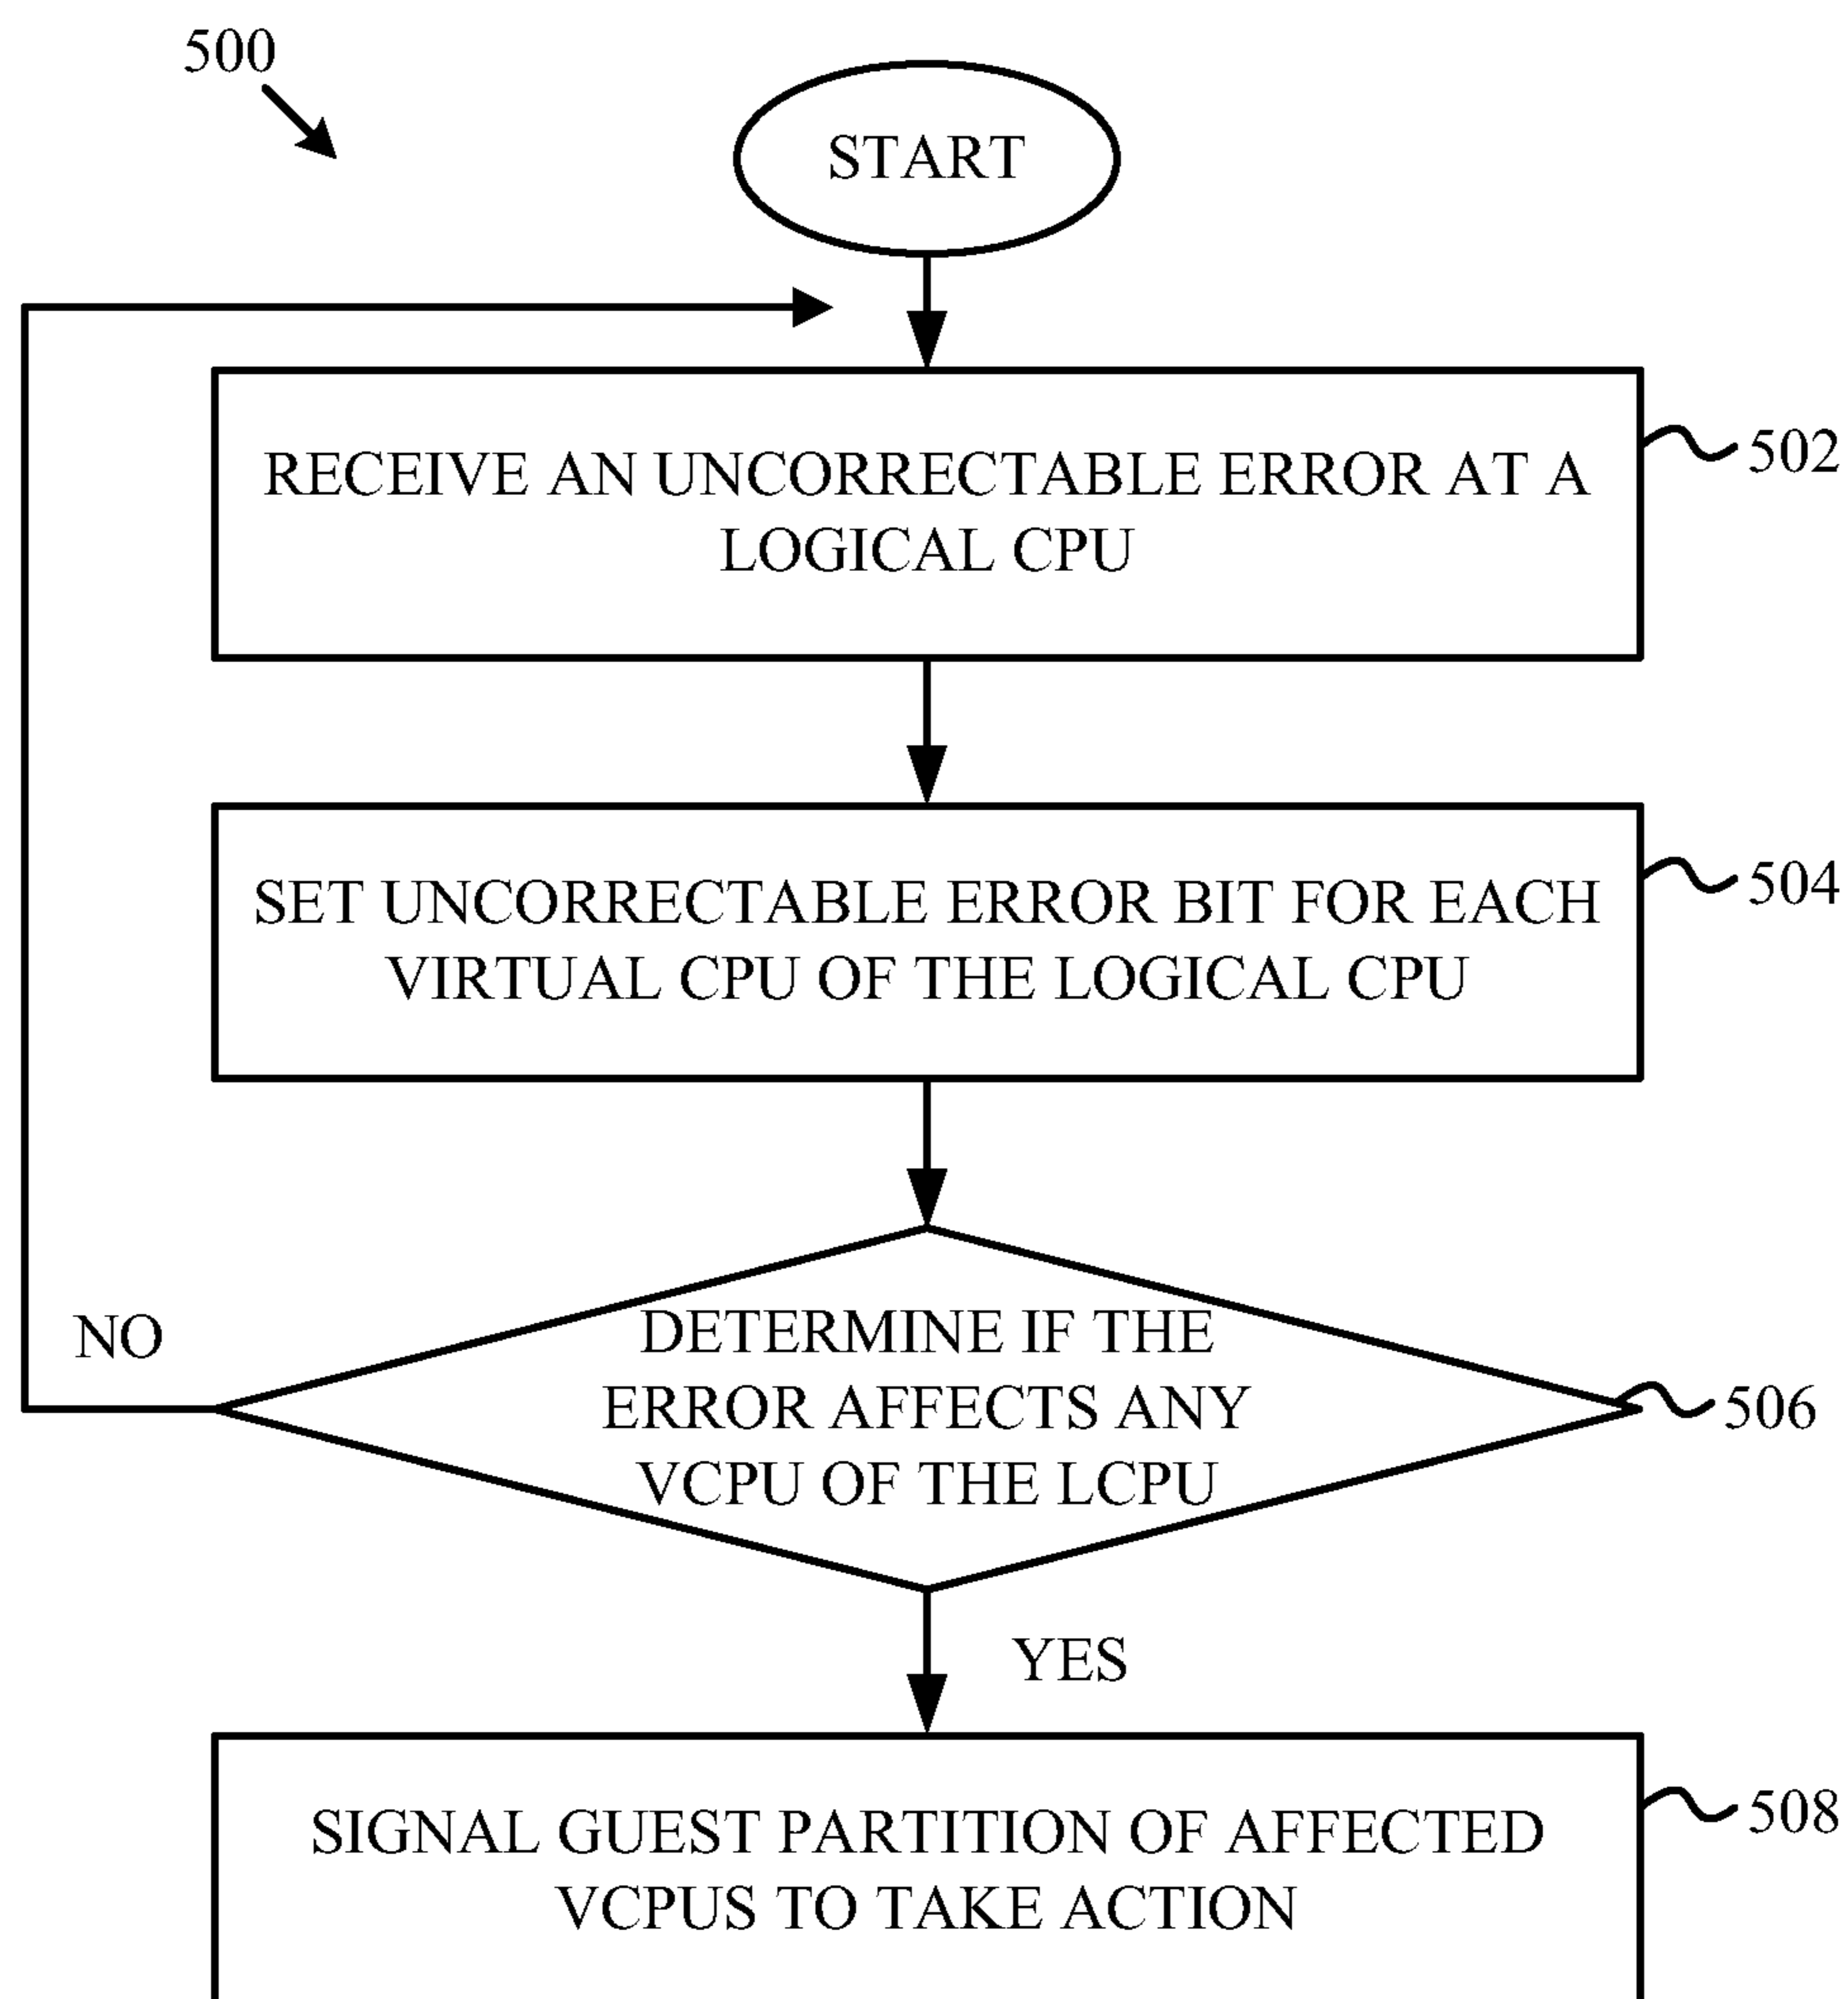 500
START
RECEIVE AN UNCORRECTABLE ERROR AT A
LOGICAL CPU
502
SET UNCORRECTABLE ERROR BIT FOR EACH
VIRTUAL CPU OF THE LOGICAL CPU
504
NO
DETERMINE IF THE
ERROR AFFECTS ANY
VCPU OF THE LCPU
506
YES
SIGNAL GUEST PARTITION OF AFFECTED
VCPUS TO TAKE ACTION
508